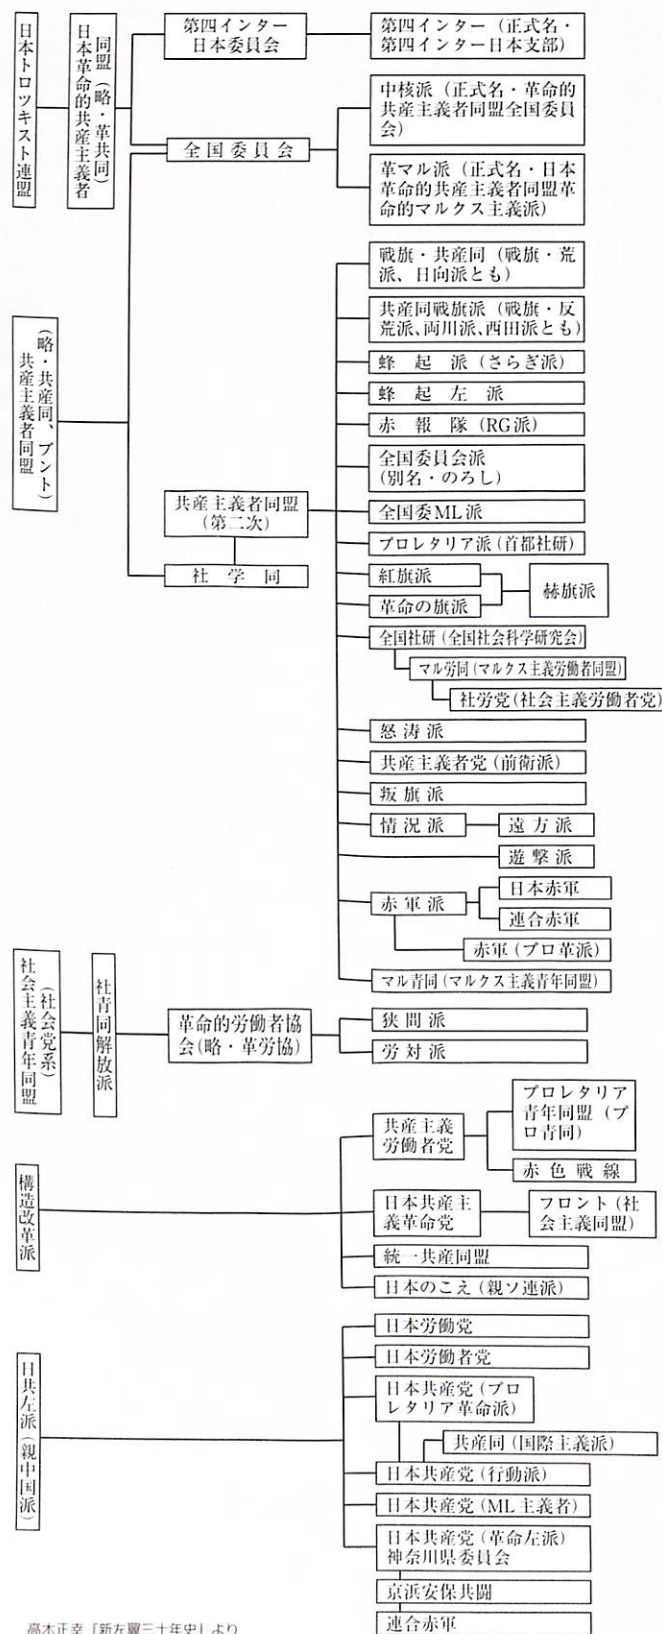 日本トロツキスト連盟
日本革命的共産主義者
同盟(略・革共同)
第四インター
日本委員会
第四インター(正式名・
第四インター日本支部)
全国委員会
中核派(正式名・革命的
共産主義者同盟全国委員
会)
革マル派(正式名・日本
革命的共産主義者同盟革
命的マルクス主義派)
共産主義者同盟
(略・共産同、ブント)
共産主義者同盟
(第二次)
社学同
戦旗・共産同(戦旗・荒
派、日向派とも)
共産同戦旗派(戦旗・反
荒派、両川派、西田派とも)
蜂起派(さらぎ派)
蜂起左派
赤報隊(RG派)
全国委員会派
(別名・のろし)
全国委ML派
プロレタリア派(首都社研)
紅旗派
革命の旗派
赫旗派
全国社研(全国社会科学研究会)
マル労同(マルクス主義労働者同盟)
社労党(社会主義労働者党)
怒涛派
共産主義者党(前衛派)
叛旗派
情況派
遠方派
遊撃派
赤軍派
日本赤軍
連合赤軍
赤軍(プロ革派)
マル青同(マルクス主義青年同盟)
社会主義青年同盟
(社会党系)
社青同解放派
革命的労働者協
会(略・革労協)
狭間派
労対派
構造改革派
共産主義
労働者党
プロレタリア
青年同盟(プ
ロ青同)
赤色戦線
日本共産主
義革命党
フロント(社
会主義同盟)
統一共産同盟
日本のこえ(親ソ連派)
日共左派(親中国派)
日本労働党
日本労働者党
日本共産党(プロ
レタリア革命派)
共産同(国際主義派)
日本共産党(行動派)
日本共産党(ML主義者)
日本共産党(革命左派)
神奈川県委員会
京浜安保共闘
連合赤軍
高木正幸『新左翼三十年史』より